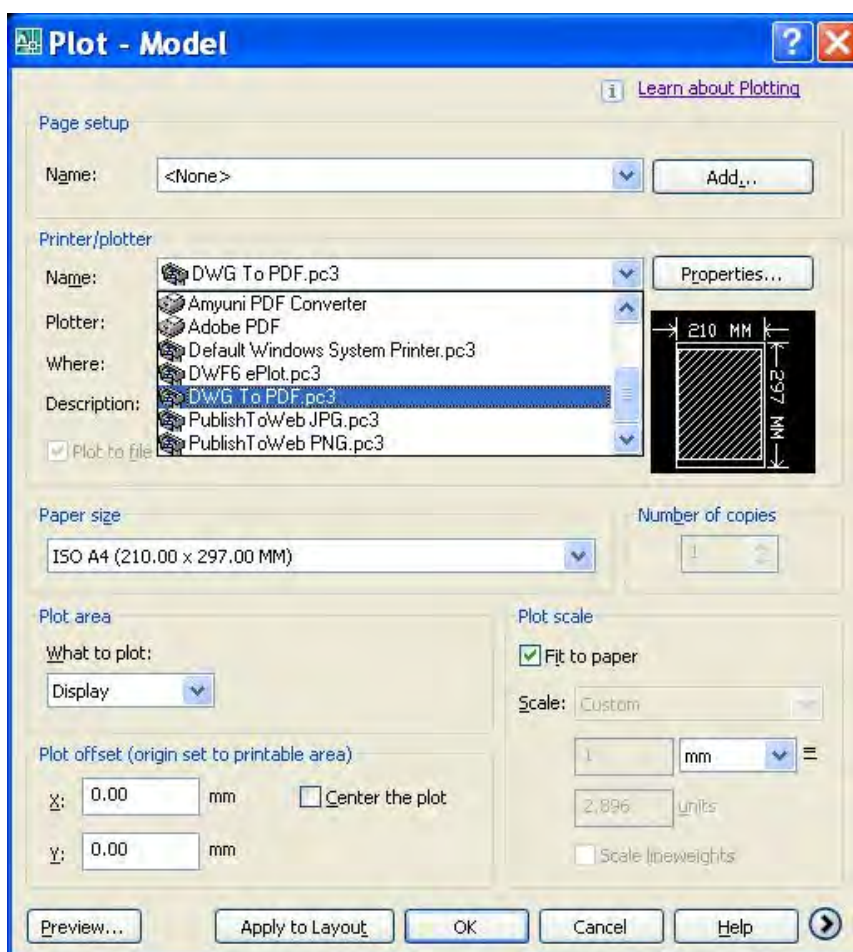 Plot - Model
Learn about Plotting
Page setup
Name: <None> Add...
Printer/plotter
Name: DWG To PDF.pc3 Properties...
Amyuni PDF Converter
Plotter: Adobe PDF
Default Windows System Printer.pc3
Where: DWF6 ePlot.pc3
Description: DWG To PDF.pc3
PublishToWeb JPG.pc3
Plot to file PublishToWeb PNG.pc3
210 MM
297 MM
Paper size
ISO A4 (210.00 x 297.00 MM)
Number of copies
1
Plot area
What to plot:
Display
Plot scale
Fit to paper
Scale: Custom
1 mm =
2.896 units
Scale lineweights
Plot offset (origin set to printable area)
X: 0.00 mm Center the plot
Y: 0.00 mm
Preview... Apply to Layout OK Cancel Help